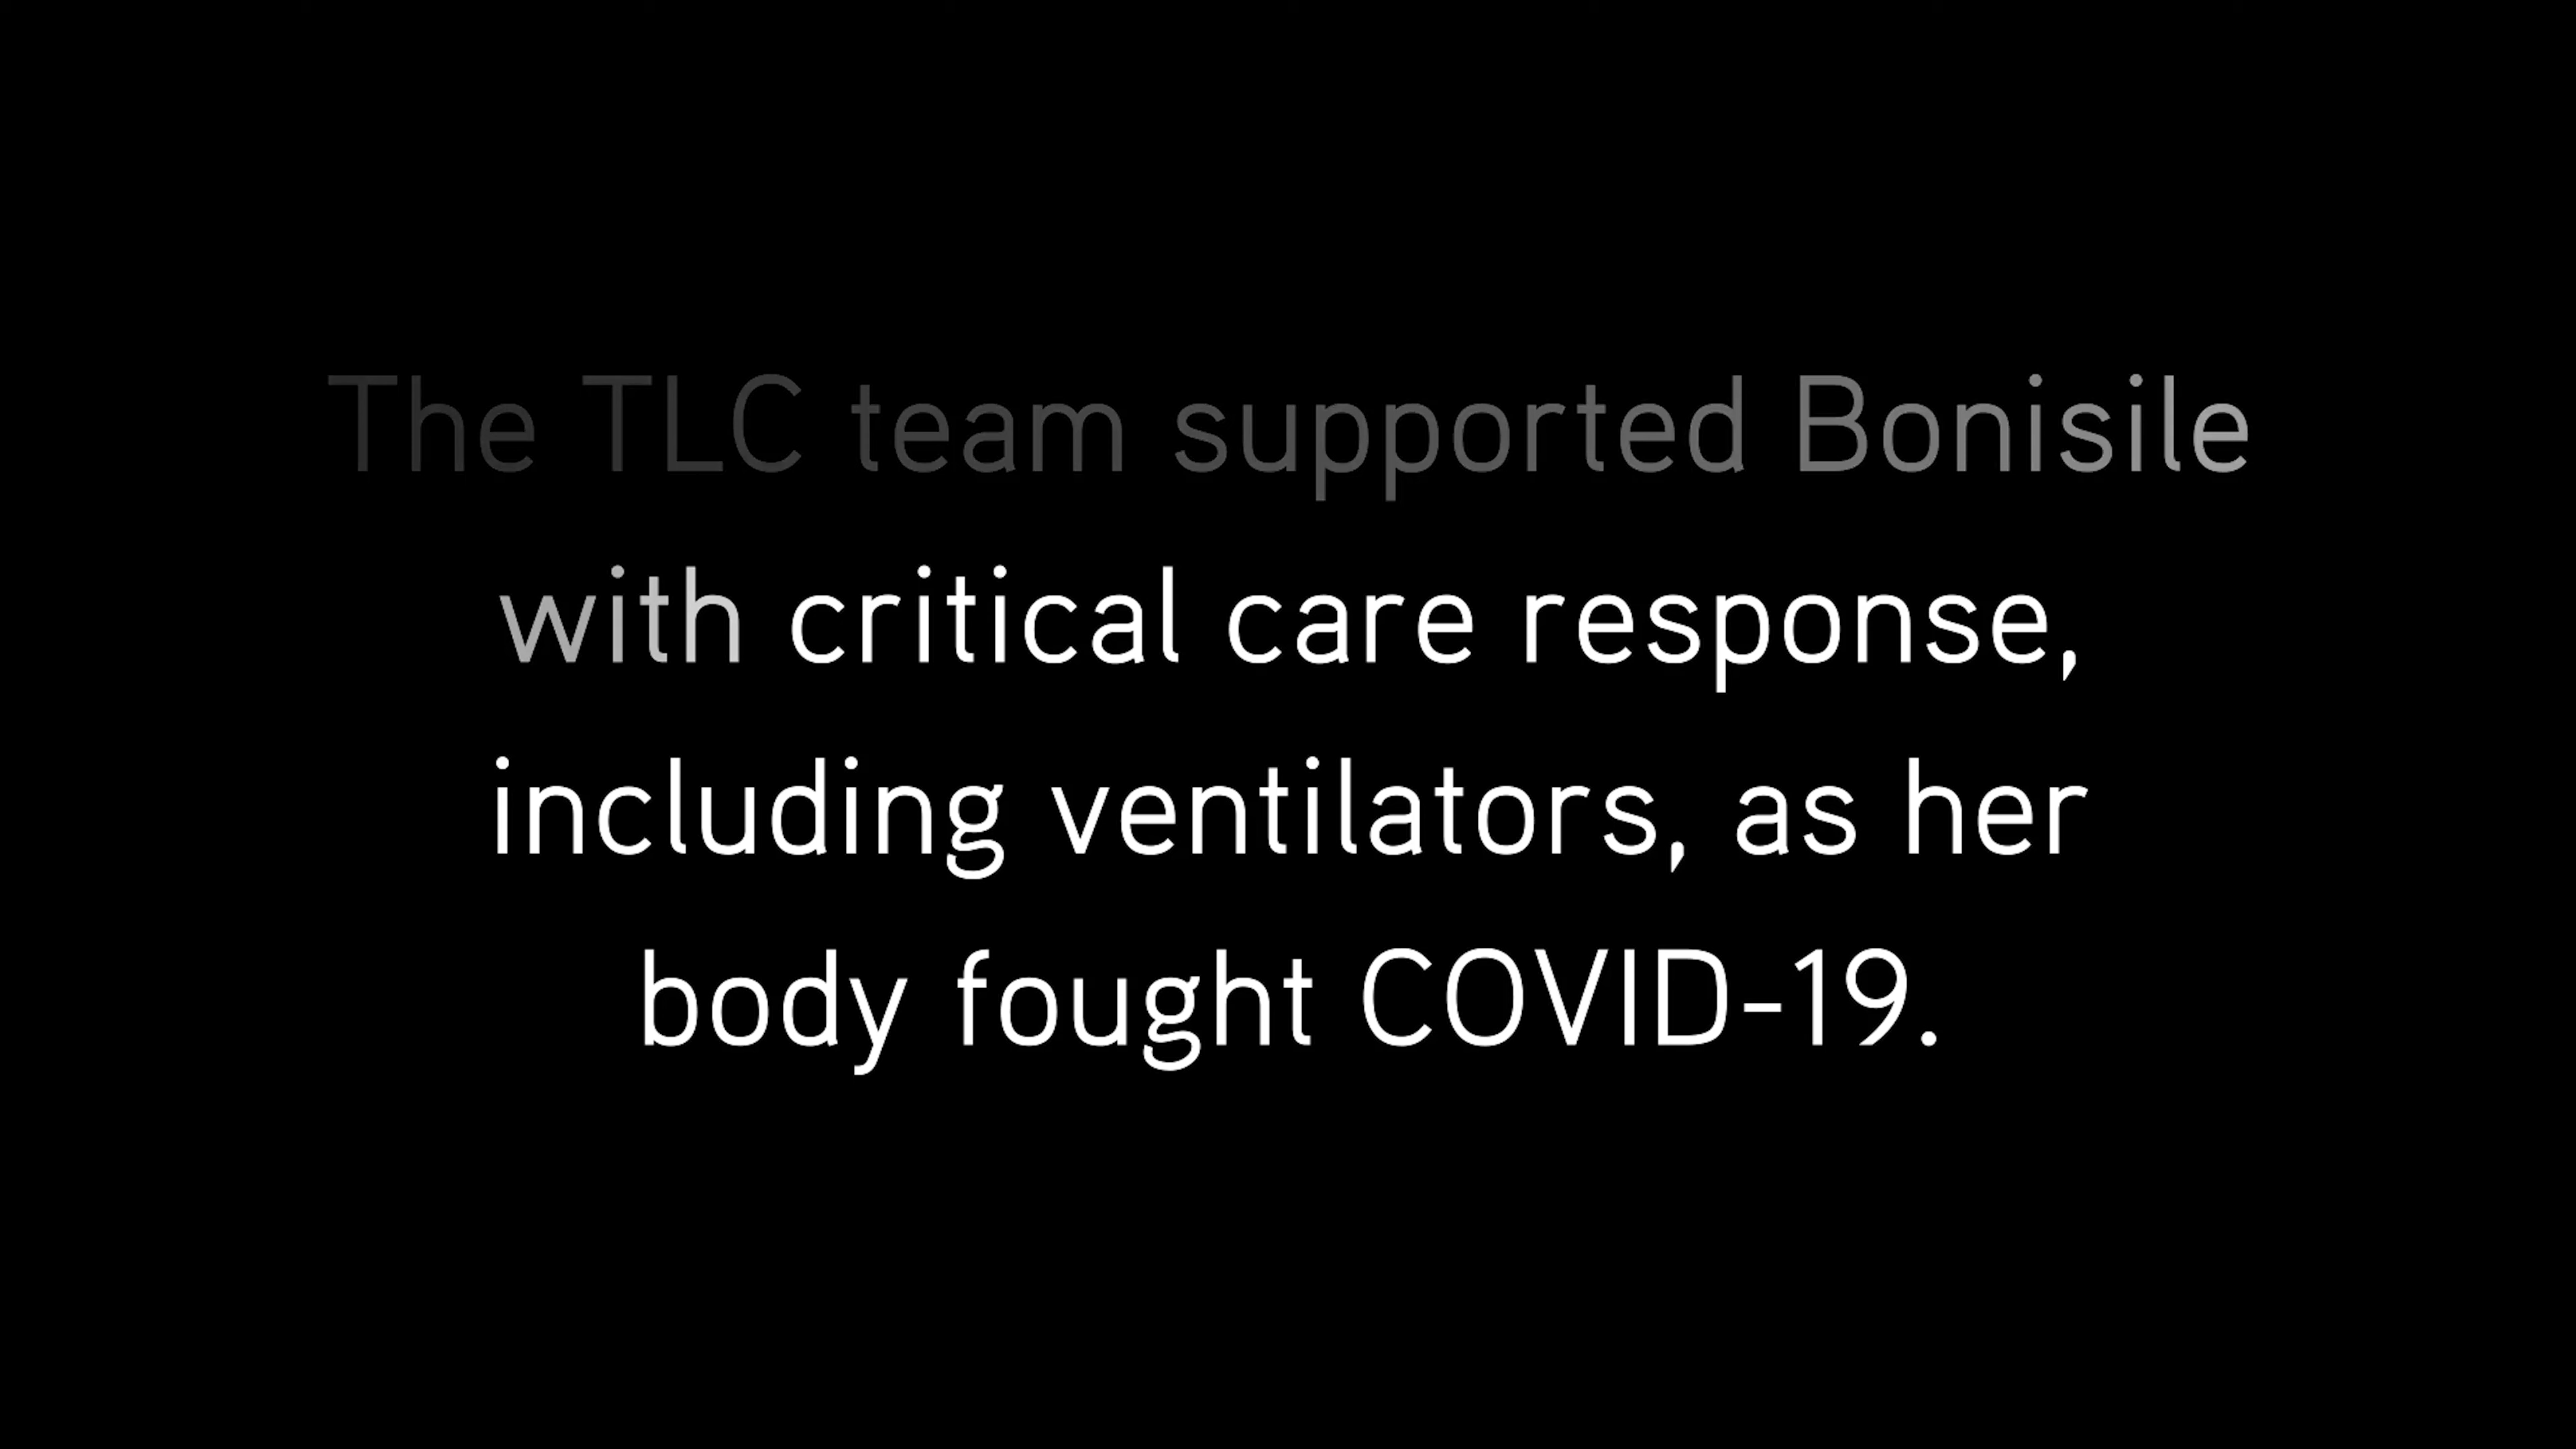 The TLC team supported Bonisile
with critical care response,
including ventilators, as her
body fought COVID-19.